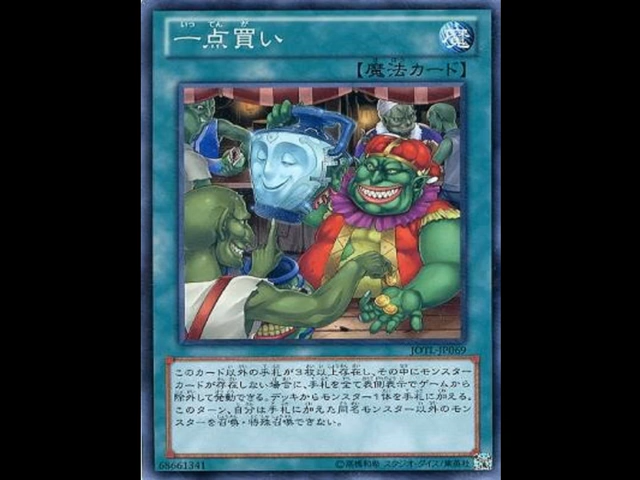 一点買い
【魔法カード】
JOTL-JP069
このカード以外の手札が3枚以上存在し、その中にモンスター
カードが存在しない場合に、手札を全て表側表示でゲームから
除外して発動できる。デッキからモンスター1体を手札に加える。
このターン、自分は手札に加えた同名モンスター以外のモン
スターを召喚・特殊召喚できない。
68661341
©高橋和希 スタジオ・ダイス/集英社